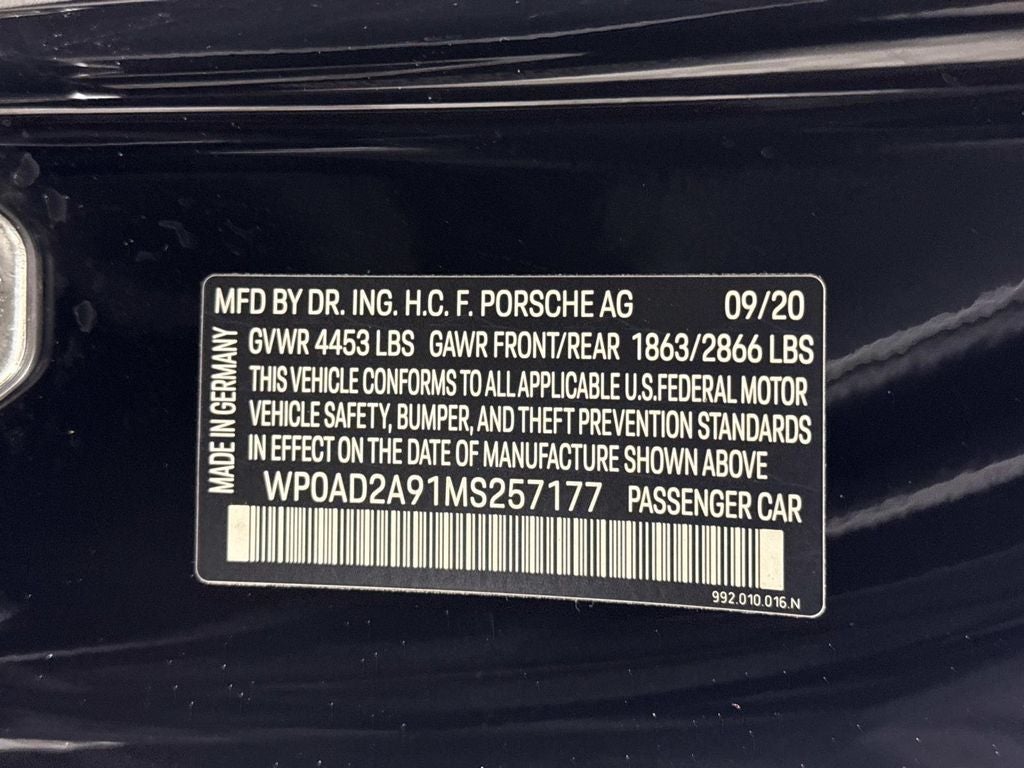 MFD BY DR. ING. H.C. F. PORSCHE AG 09/20
GVWR 4453 LBS GAWR FRONT/REAR 1863/2866 LBS
THIS VEHICLE CONFORMS TO ALL APPLICABLE U.S.FEDERAL MOTOR
VEHICLE SAFETY, BUMPER, AND THEFT PREVENTION STANDARDS
IN EFFECT ON THE DATE OF MANUFACTURE SHOWN ABOVE
WP0AD2A91MS257177 PASSENGER CAR
992.010.016.N
MADE IN GERMANY